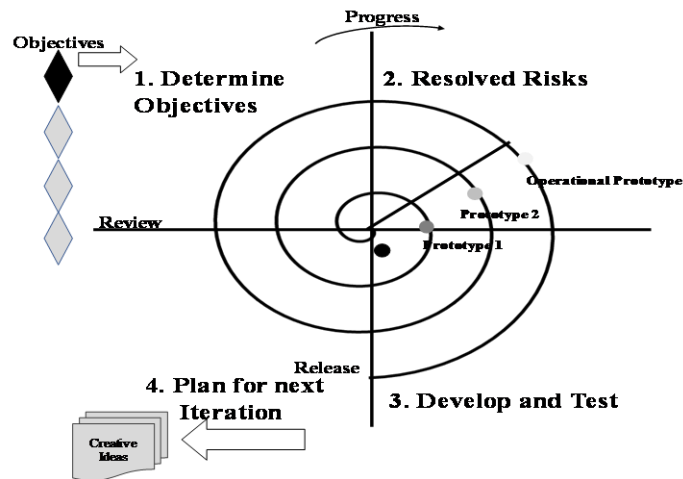 Progress
Objectives
1. Determine
Objectives
2. Resolved Risks
Operational Prototype
Prototype 2
Review
Prototype 1
Release
4. Plan for next
Iteration
3. Develop and Test
Creative
Ideas